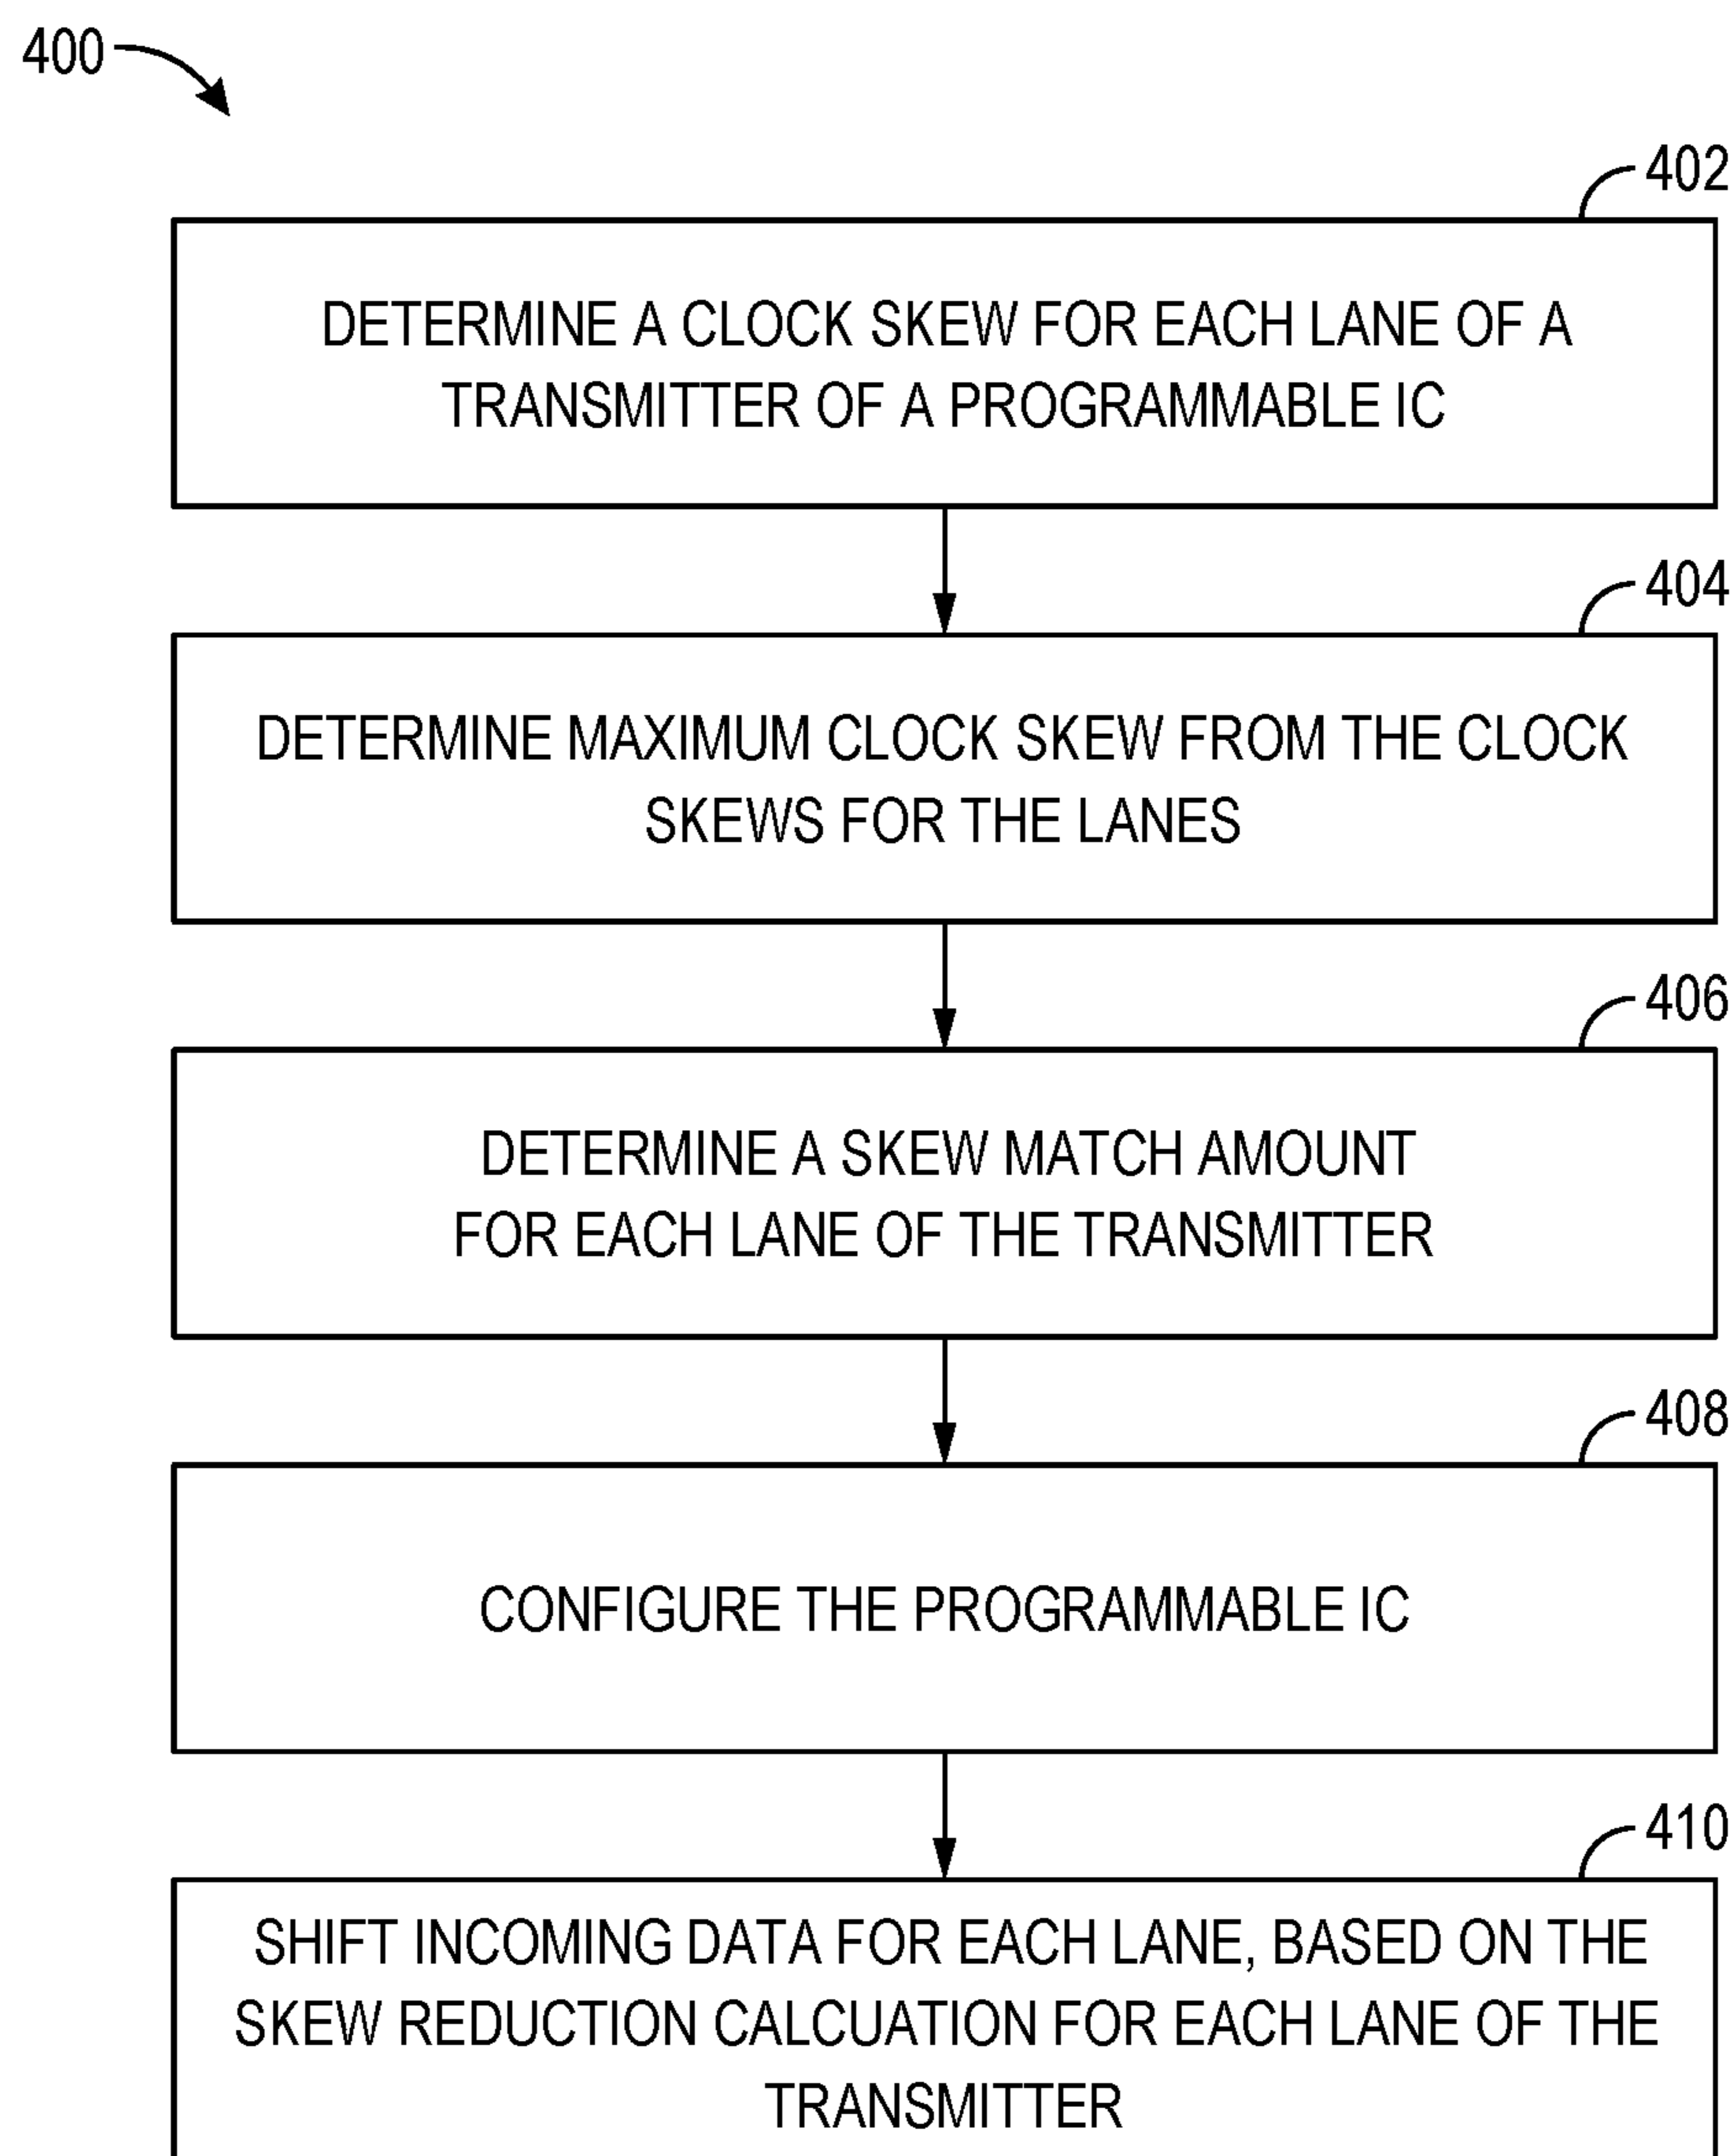 400
402
DETERMINE A CLOCK SKEW FOR EACH LANE OF A
TRANSMITTER OF A PROGRAMMABLE IC
404
DETERMINE MAXIMUM CLOCK SKEW FROM THE CLOCK
SKEWS FOR THE LANES
406
DETERMINE A SKEW MATCH AMOUNT
FOR EACH LANE OF THE TRANSMITTER
408
CONFIGURE THE PROGRAMMABLE IC
410
SHIFT INCOMING DATA FOR EACH LANE, BASED ON THE
SKEW REDUCTION CALCUATION FOR EACH LANE OF THE
TRANSMITTER